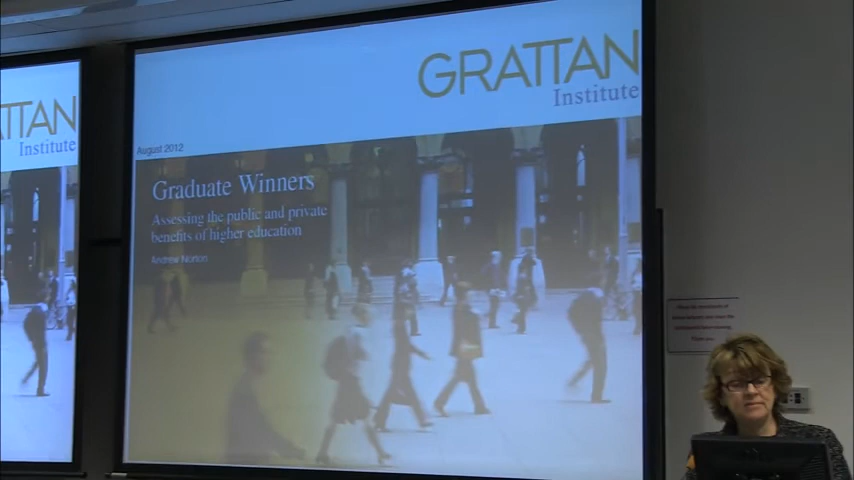 GRATTAN
Institute
TTAN
Institute
August 2012
Graduate Winners
Assessing the public and private
benefits of higher education
Andrew Norton